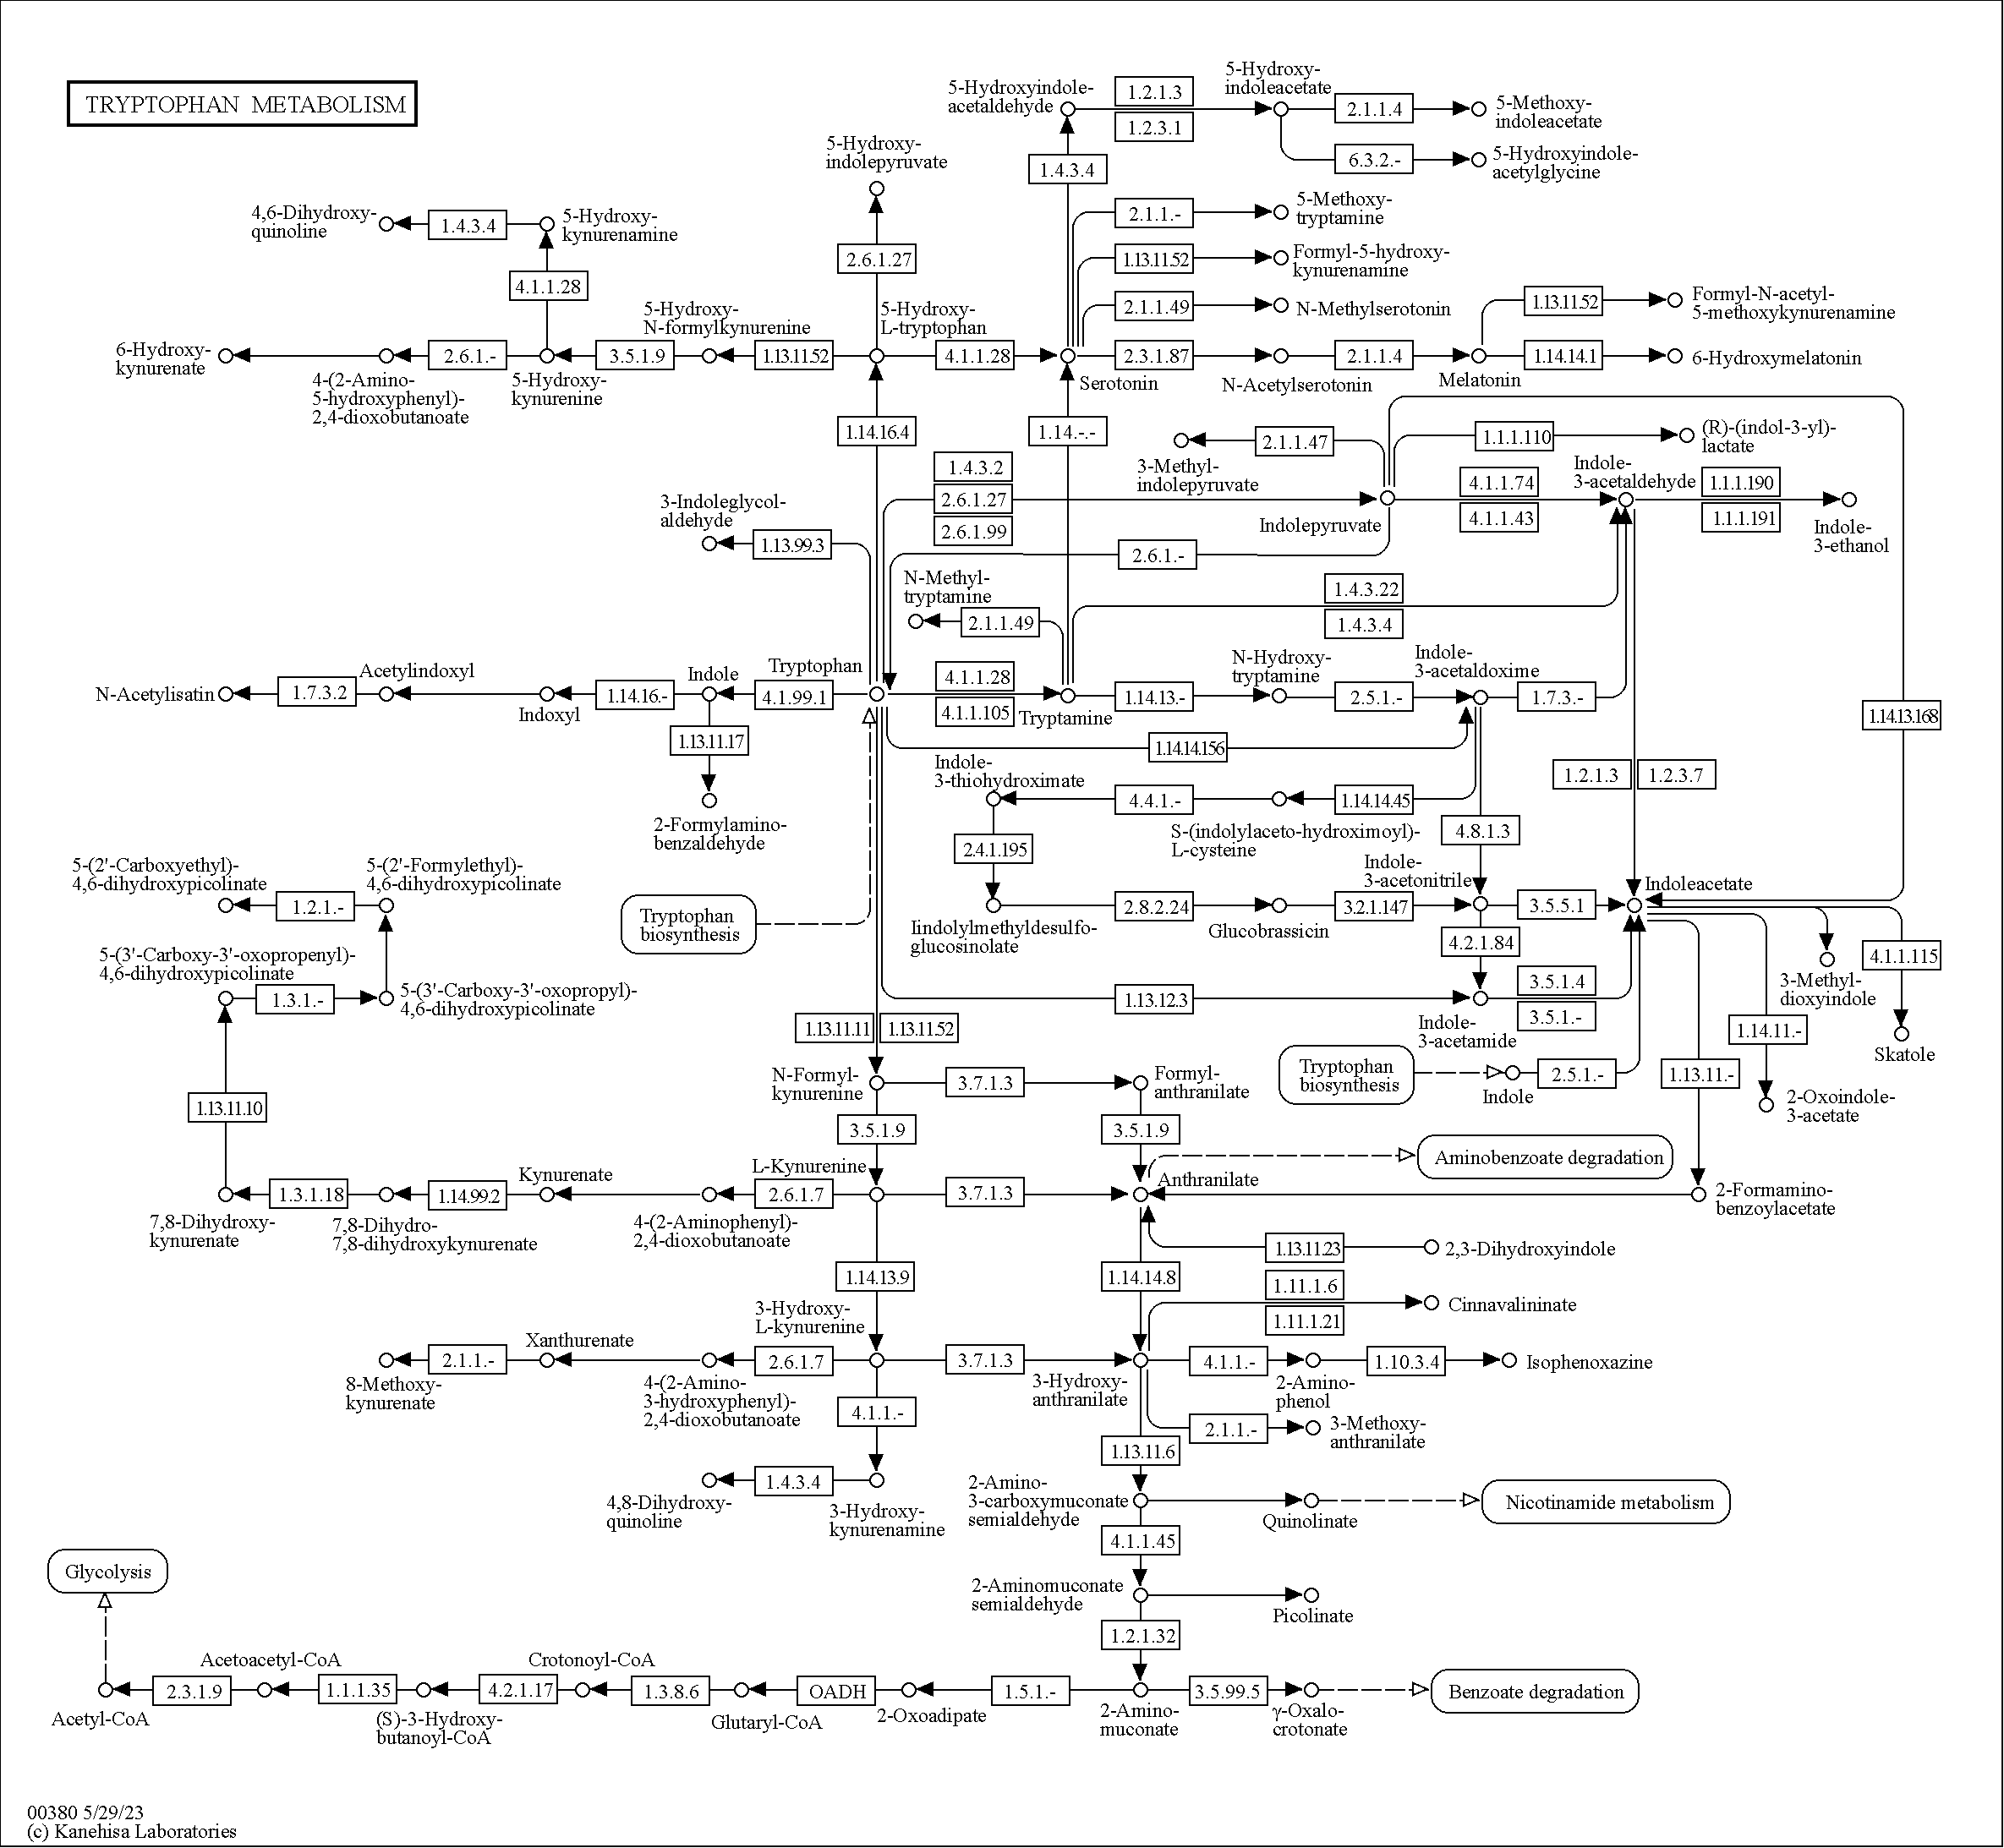 TRYPTOPHAN METABOLISM
5-Hydroxyindole-
acetaldehyde
1.2.1.3
1.2.3.1
5-Hydroxy-
indoleacetate
2.1.1.4
5-Methoxy-
indoleacetate
6.3.2.-
5-Hydroxyindole-
acetylglycine
5-Hydroxy-
indolepyruvate
1.4.3.4
4,6-Dihydroxy-
quinoline
1.4.3.4
5-Hydroxy-
kynurenamine
2.1.1.-
5-Methoxy-
tryptamine
2.6.1.27
1.13.11.52
Formyl-5-hydroxy-
kynurenamine
4.1.1.28
2.1.1.49
N-Methylserotonin
1.13.11.52
Formyl-N-acetyl-
5-methoxykynurenamine
5-Hydroxy-
N-formylkynurenine
5-Hydroxy-
L-tryptophan
6-Hydroxy-
kynurenate
2.6.1.-
3.5.1.9
1.13.11.52
4.1.1.28
2.3.1.87
2.1.1.4
1.14.14.1
6-Hydroxymelatonin
4-(2-Amino-
5-hydroxyphenyl)-
2,4-dioxobutanoate
5-Hydroxy-
kynurenine
Serotonin
N-Acetylserotonin
Melatonin
1.14.16.4
1.14.-.-
2.1.1.47
1.1.1.110
(R)-(indol-3-yl)-
lactate
3-Methyl-
indolepyruvate
1.4.3.2
2.6.1.27
2.6.1.99
Indolepyruvate
4.1.1.74
4.1.1.43
Indole-
3-acetaldehyde
1.1.1.190
1.1.1.191
Indole-
3-ethanol
3-Indoleglycol-
aldehyde
1.13.99.3
2.6.1.-
N-Methyl-
tryptamine
2.1.1.49
1.4.3.22
1.4.3.4
N-Acetylisatin
1.7.3.2
Acetylindoxyl
Indoxyl
1.14.16.-
Indole
4.1.99.1
Tryptophan
4.1.1.28
4.1.1.105
Tryptamine
1.14.13.-
N-Hydroxy-
tryptamine
2.5.1.-
Indole-
3-acetaldoxime
1.7.3.-
1.14.13.168
1.13.11.17
1.14.14.156
2-Formylamino-
benzaldehyde
Indole-
3-thiohydroximate
4.4.1.-
1.14.14.45
1.2.1.3
1.2.3.7
S-(indolylaceto-hydroximoyl)-
L-cysteine
4.8.1.3
2.4.1.195
Indole-
3-acetonitrile
Indoleacetate
5-(2'-Carboxyethyl)-
4,6-dihydroxypicolinate
5-(2'-Formylethyl)-
4,6-dihydroxypicolinate
1.2.1.-
Tryptophan
biosynthesis
Iindolylmethyldesulfo-
glucosinolate
2.8.2.24
Glucobrassicin
3.2.1.147
3.5.5.1
4.2.1.84
4.1.1.115
5-(3'-Carboxy-3'-oxopropenyl)-
4,6-dihydroxypicolinate
1.3.1.-
5-(3'-Carboxy-3'-oxopropyl)-
4,6-dihydroxypicolinate
3-Methyl-
dioxyindole
1.13.12.3
3.5.1.4
3.5.1.-
Indole-
3-acetamide
1.13.11.11
1.13.11.52
1.14.11.-
Skatole
Tryptophan
biosynthesis
Indole
2.5.1.-
1.13.11.-
2-Oxoindole-
3-acetate
N-Formyl-
kynurenine
3.7.1.3
Formyl-
anthranilate
1.13.11.10
3.5.1.9
3.5.1.9
Aminobenzoate degradation
7,8-Dihydroxy-
kynurenate
1.3.1.18
7,8-Dihydro-
7,8-dihydroxykynurenate
1.14.99.2
Kynurenate
4-(2-Aminophenyl)-
2,4-dioxobutanoate
2.6.1.7
L-Kynurenine
3.7.1.3
Anthranilate
2-Formamino-
benzoylacetate
1.13.11.23
2,3-Dihydroxyindole
1.14.13.9
1.14.14.8
1.11.1.6
1.11.1.21
Cinnavalininate
3-Hydroxy-
L-kynurenine
8-Methoxy-
kynurenate
2.1.1.-
Xanthurenate
4-(2-Amino-
3-hydroxyphenyl)-
2,4-dioxobutanoate
2.6.1.7
3.7.1.3
3-Hydroxy-
anthranilate
4.1.1.-
2-Amino-
phenol
1.10.3.4
Isophenoxazine
4.1.1.-
2.1.1.-
3-Methoxy-
anthranilate
1.13.11.6
4,8-Dihydroxy-
quinoline
1.4.3.4
3-Hydroxy-
kynurenamine
2-Amino-
3-carboxymuconate
semialdehyde
Quinolinate
Nicotinamide metabolism
4.1.1.45
Glycolysis
2-Aminomuconate
semialdehyde
Picolinate
1.2.1.32
Acetyl-CoA
2.3.1.9
Acetoacetyl-CoA
1.1.1.35
(S)-3-Hydroxy-
butanoyl-CoA
4.2.1.17
Crotonoyl-CoA
1.3.8.6
Glutaryl-CoA
OADH
2-Oxoadipate
1.5.1.-
2-Amino-
muconate
3.5.99.5
γ-Oxalo-
crotonate
Benzoate degradation
00380 5/29/23
(c) Kanehisa Laboratories